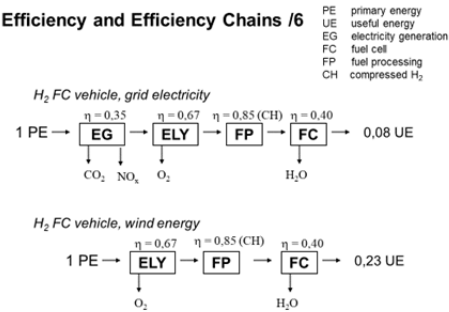 Efficiency and Efficiency Chains /6
PE primary energy
UE useful energy
EG electricity generation
FC fuel cell
FP fuel processing
CH compressed H₂
H₂ FC vehicle, grid electricity
η = 0,35 η = 0,67 η = 0,85 (CH) η = 0,40
1 PE → EG → ELY → FP → FC → 0,08 UE
CO₂ NOₓ O₂ H₂O
H₂ FC vehicle, wind energy
η = 0,67 η = 0,85 (CH) η = 0,40
1 PE → ELY → FP → FC → 0,23 UE
O₂ H₂O